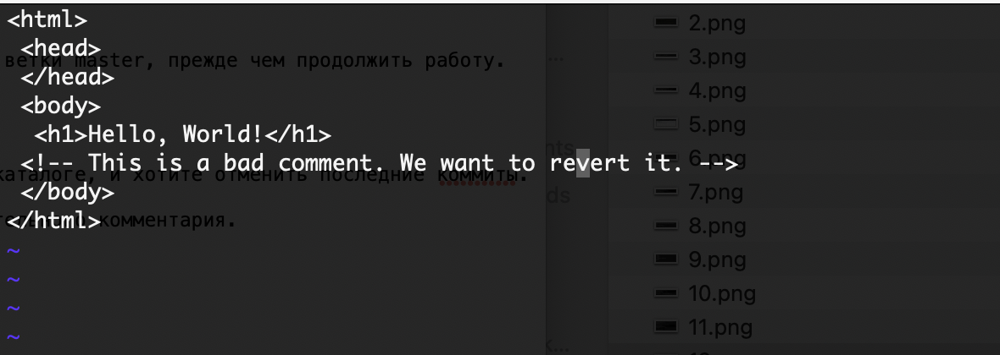 <html>
<head>
ветки master, прежде чем продолжить работу.
</head>
<body>
<h1>Hello, World!</h1>
<!-- This is a bad comment. We want to revert it. -->
каталоге, и хотите отменить последние коммиты.
</body>
</html>
комментария.
~
~
~
~
2.png
3.png
4.png
5.png
6.png
7.png
8.png
9.png
10.png
11.png